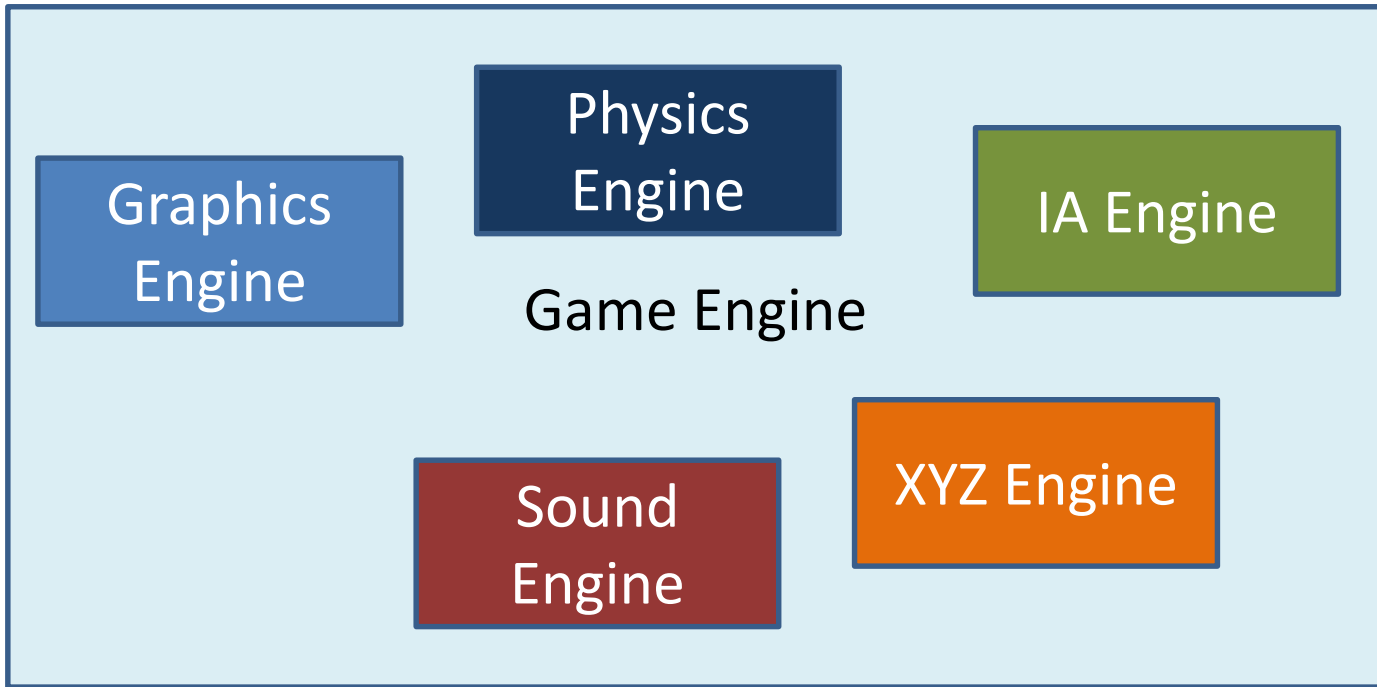 Physics
Engine
Graphics
Engine
IA Engine
Game Engine
XYZ Engine
Sound
Engine